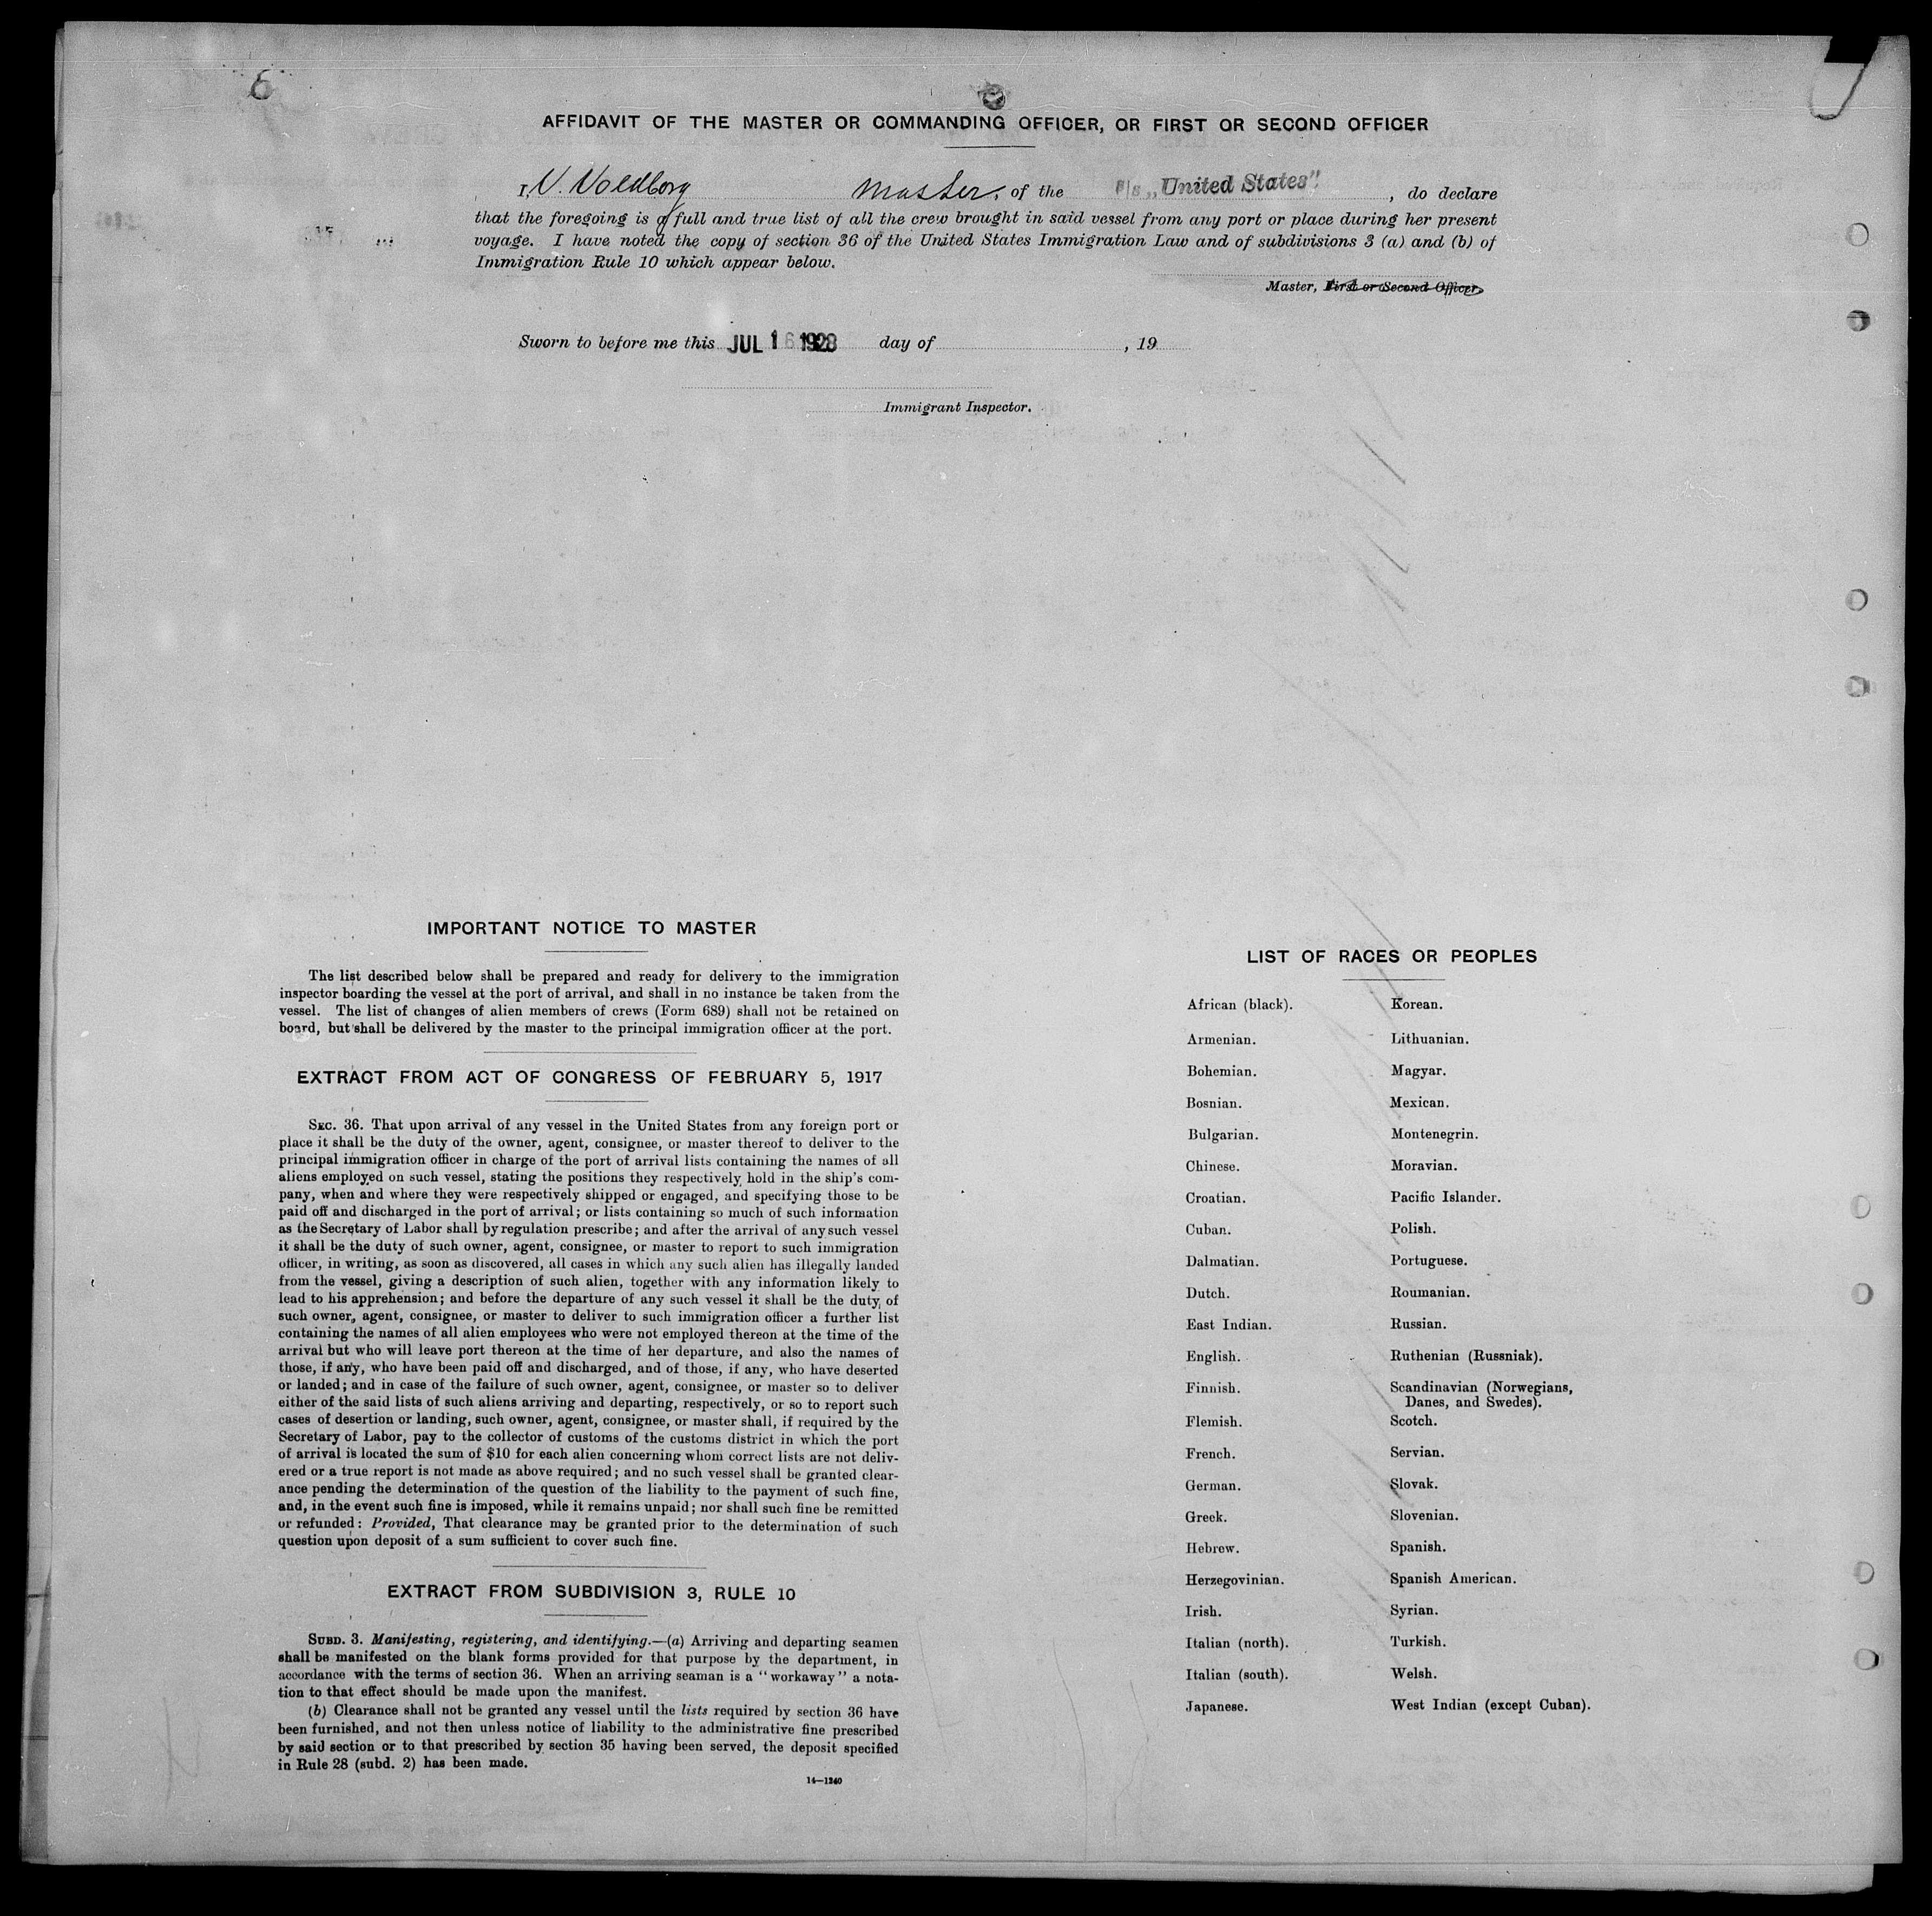 AFFIDAVIT OF THE MASTER OR COMMANDING OFFICER, OR FIRST OR SECOND OFFICER
I, V. Voldborg Master, of the S/s „United States", do declare
that the foregoing is a full and true list of all the crew brought in said vessel from any port or place during her present
voyage. I have noted the copy of section 36 of the United States Immigration Law and of subdivisions 3 (a) and (b) of
Immigration Rule 10 which appear below.
Master, First or Second Officer.
Sworn to before me this JUL 16 1928 day of , 19
Immigrant Inspector.
IMPORTANT NOTICE TO MASTER
The list described below shall be prepared and ready for delivery to the immigration
inspector boarding the vessel at the port of arrival, and shall in no instance be taken from the
vessel. The list of changes of alien members of crews (Form 689) shall not be retained on
board, but shall be delivered by the master to the principal immigration officer at the port.
EXTRACT FROM ACT OF CONGRESS OF FEBRUARY 5, 1917
SEC. 36. That upon arrival of any vessel in the United States from any foreign port or
place it shall be the duty of the owner, agent, consignee, or master thereof to deliver to the
principal immigration officer in charge of the port of arrival lists containing the names of all
aliens employed on such vessel, stating the positions they respectively hold in the ship's com-
pany, when and where they were respectively shipped or engaged, and specifying those to be
paid off and discharged in the port of arrival; or lists containing so much of such information
as the Secretary of Labor shall by regulation prescribe; and after the arrival of any such vessel
it shall be the duty of such owner, agent, consignee, or master to report to such immigration
officer, in writing, as soon as discovered, all cases in which any such alien has illegally landed
from the vessel, giving a description of such alien, together with any information likely to
lead to his apprehension; and before the departure of any such vessel it shall be the duty of
such owner, agent, consignee, or master to deliver to such immigration officer a further list
containing the names of all alien employees who were not employed thereon at the time of the
arrival but who will leave port thereon at the time of her departure, and also the names of
those, if any, who have been paid off and discharged, and of those, if any, who have deserted
or landed; and in case of the failure of such owner, agent, consignee, or master so to deliver
either of the said lists of such aliens arriving and departing, respectively, or so to report such
cases of desertion or landing, such owner, agent, consignee, or master shall, if required by the
Secretary of Labor, pay to the collector of customs of the customs district in which the port
of arrival is located the sum of $10 for each alien concerning whom correct lists are not deliv-
ered or a true report is not made as above required; and no such vessel shall be granted clear-
ance pending the determination of the question of the liability to the payment of such fine,
and, in the event such fine is imposed, while it remains unpaid; nor shall such fine be remitted
or refunded: Provided, That clearance may be granted prior to the determination of such
question upon deposit of a sum sufficient to cover such fine.
EXTRACT FROM SUBDIVISION 3, RULE 10
SUBD. 3. Manifesting, registering, and identifying.—(a) Arriving and departing seamen
shall be manifested on the blank forms provided for that purpose by the department, in
accordance with the terms of section 36. When an arriving seaman is a "workaway" a nota-
tion to that effect should be made upon the manifest.
(b) Clearance shall not be granted any vessel until the lists required by section 36 have
been furnished, and not then unless notice of liability to the administrative fine prescribed
by said section or to that prescribed by section 35 having been served, the deposit specified
in Rule 28 (subd. 2) has been made.
14—1240
LIST OF RACES OR PEOPLES
African (black). Korean.
Armenian. Lithuanian.
Bohemian. Magyar.
Bosnian. Mexican.
Bulgarian. Montenegrin.
Chinese. Moravian.
Croatian. Pacific Islander.
Cuban. Polish.
Dalmatian. Portuguese.
Dutch. Roumanian.
East Indian. Russian.
English. Ruthenian (Russniak).
Finnish. Scandinavian (Norwegians,
Danes, and Swedes).
Flemish. Scotch.
French. Servian.
German. Slovak.
Greek. Slovenian.
Hebrew. Spanish.
Herzegovinian. Spanish American.
Irish. Syrian.
Italian (north). Turkish.
Italian (south). Welsh.
Japanese. West Indian (except Cuban).